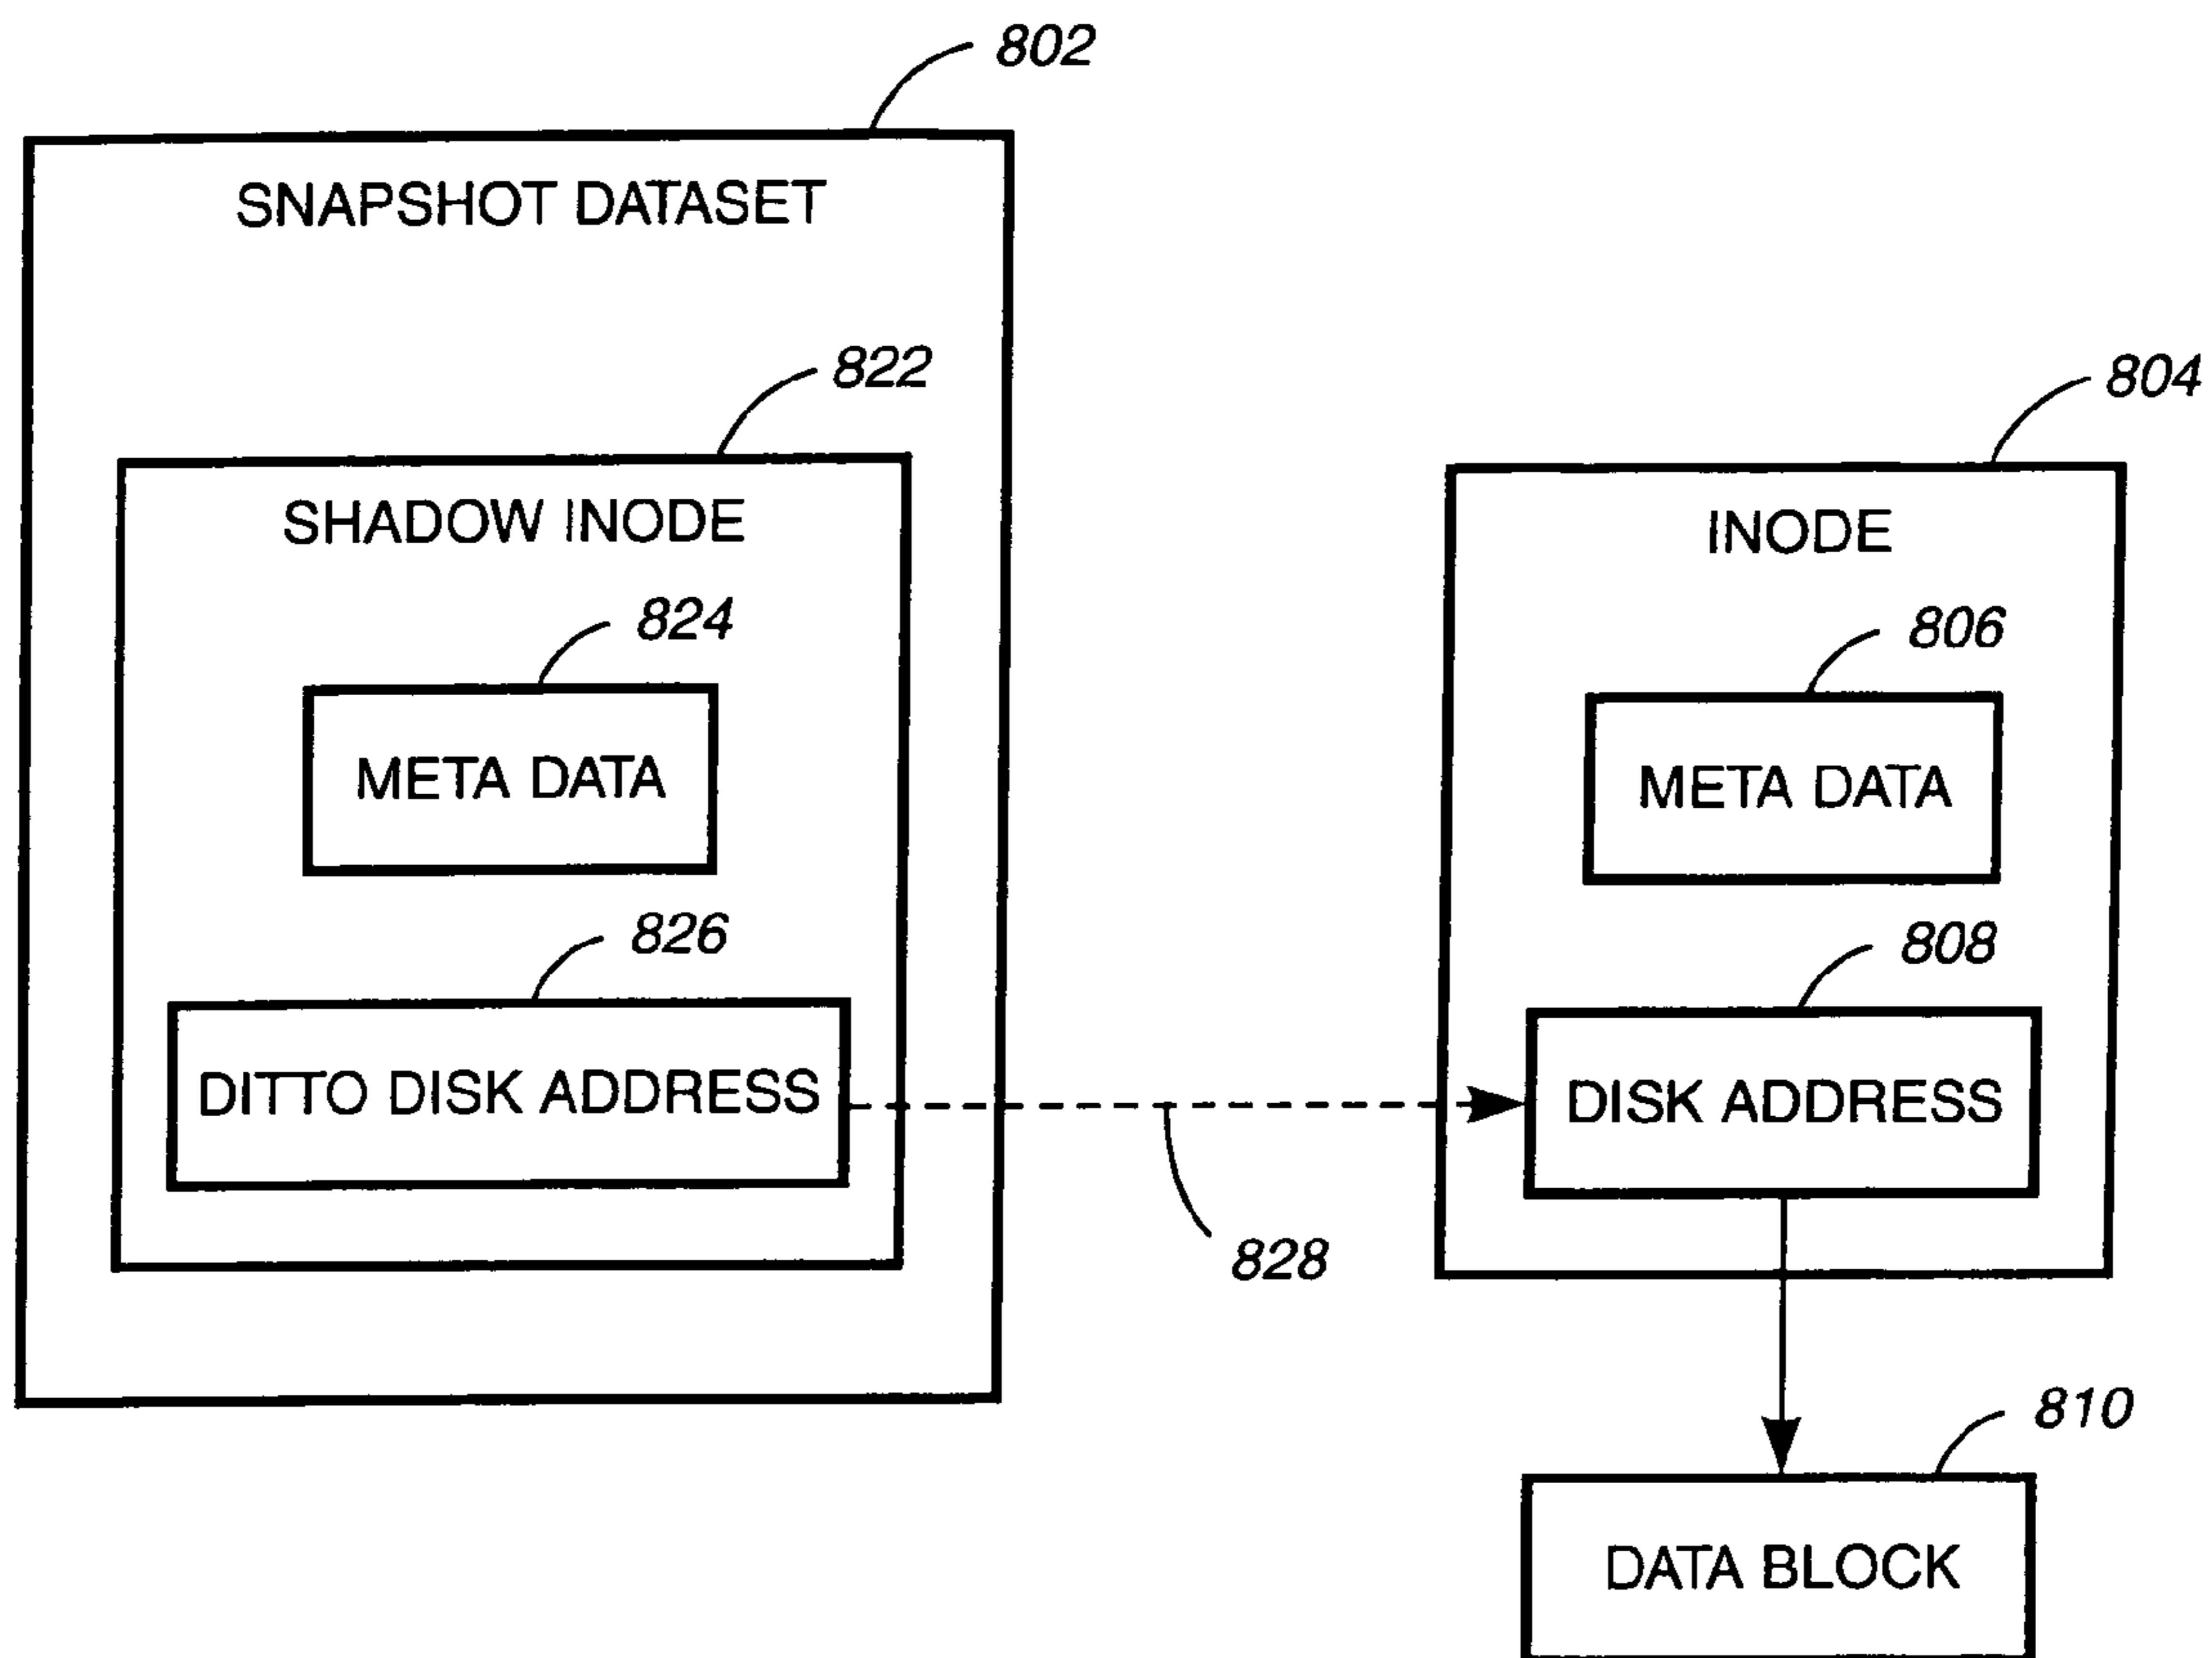 802
SNAPSHOT DATASET
822
SHADOW INODE
824
META DATA
826
DITTO DISK ADDRESS
828
804
INODE
806
META DATA
808
DISK ADDRESS
810
DATA BLOCK